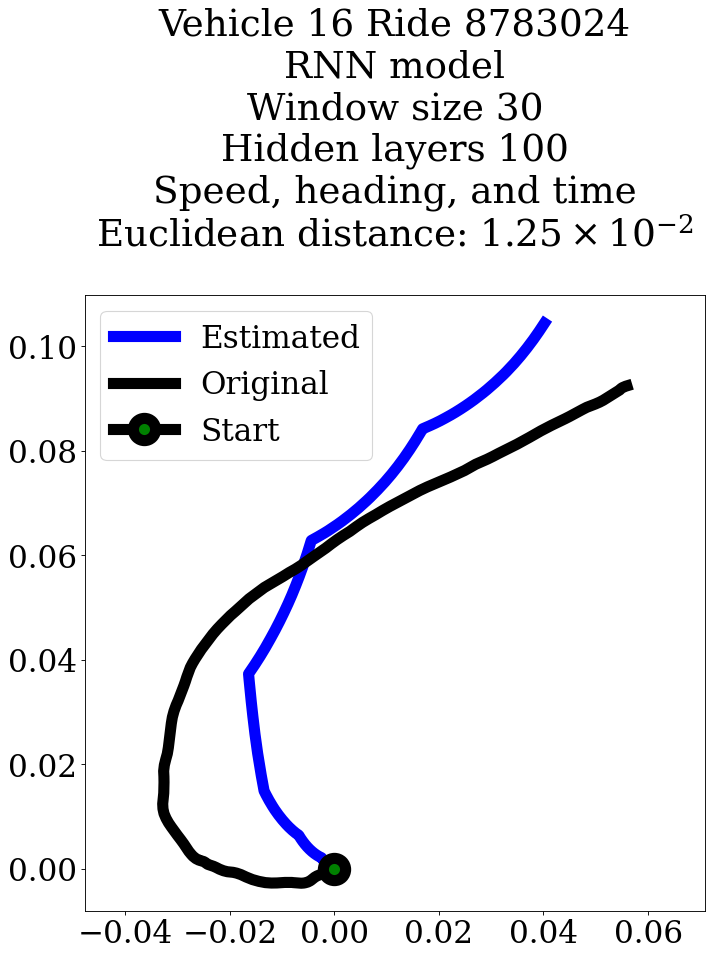 Vehicle 16 Ride 8783024
RNN model
Window size 30
Hidden layers 100
Speed, heading, and time
Euclidean distance: 1.25 × 10⁻²
Estimated
Original
Start
0.10
0.08
0.06
0.04
0.02
0.00
−0.04 −0.02 0.00 0.02 0.04 0.06